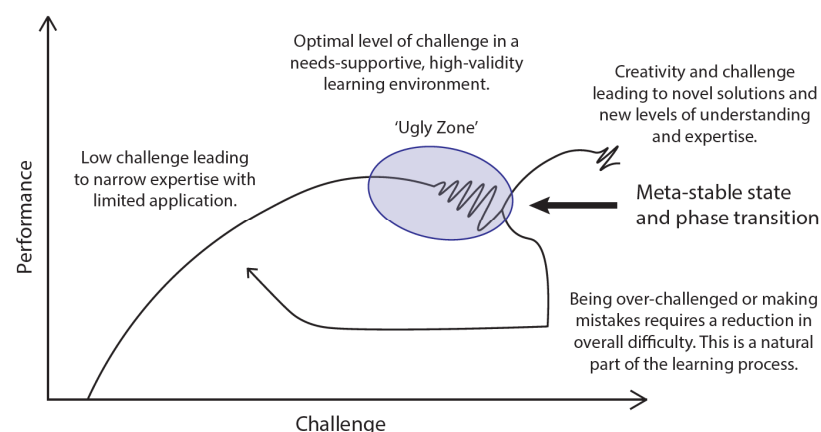 Optimal level of challenge in a
needs-supportive, high-validity
learning environment.
Creativity and challenge
leading to novel solutions and
new levels of understanding
and expertise.
'Ugly Zone'
Low challenge leading
to narrow expertise with
limited application.
Meta-stable state
and phase transition
Performance
Being over-challenged or making
mistakes requires a reduction in
overall difficulty. This is a natural
part of the learning process.
Challenge